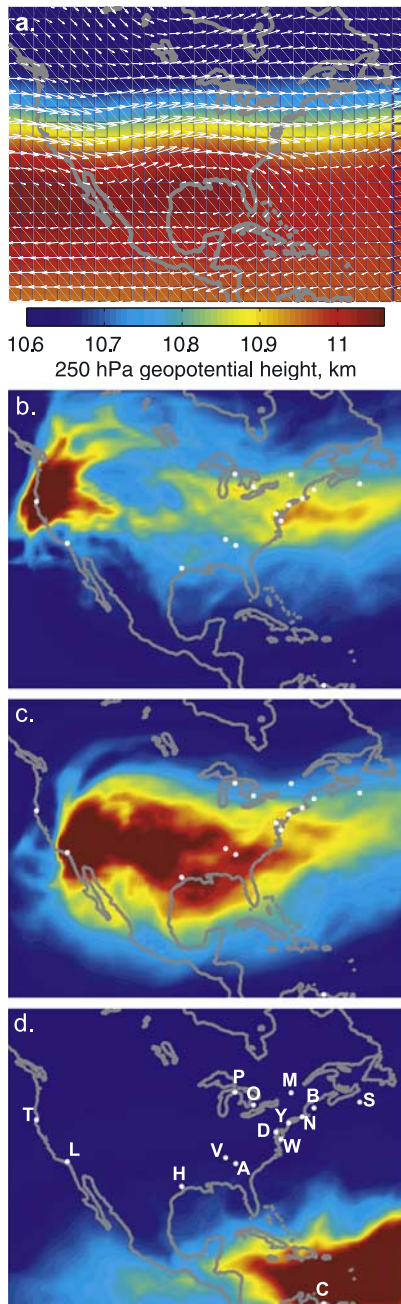 a.
10.6 10.7 10.8 10.9 11
250 hPa geopotential height, km
b.
c.
d.
P
M
O
B
S
T
Y
N
D
W
L
V
A
H
C